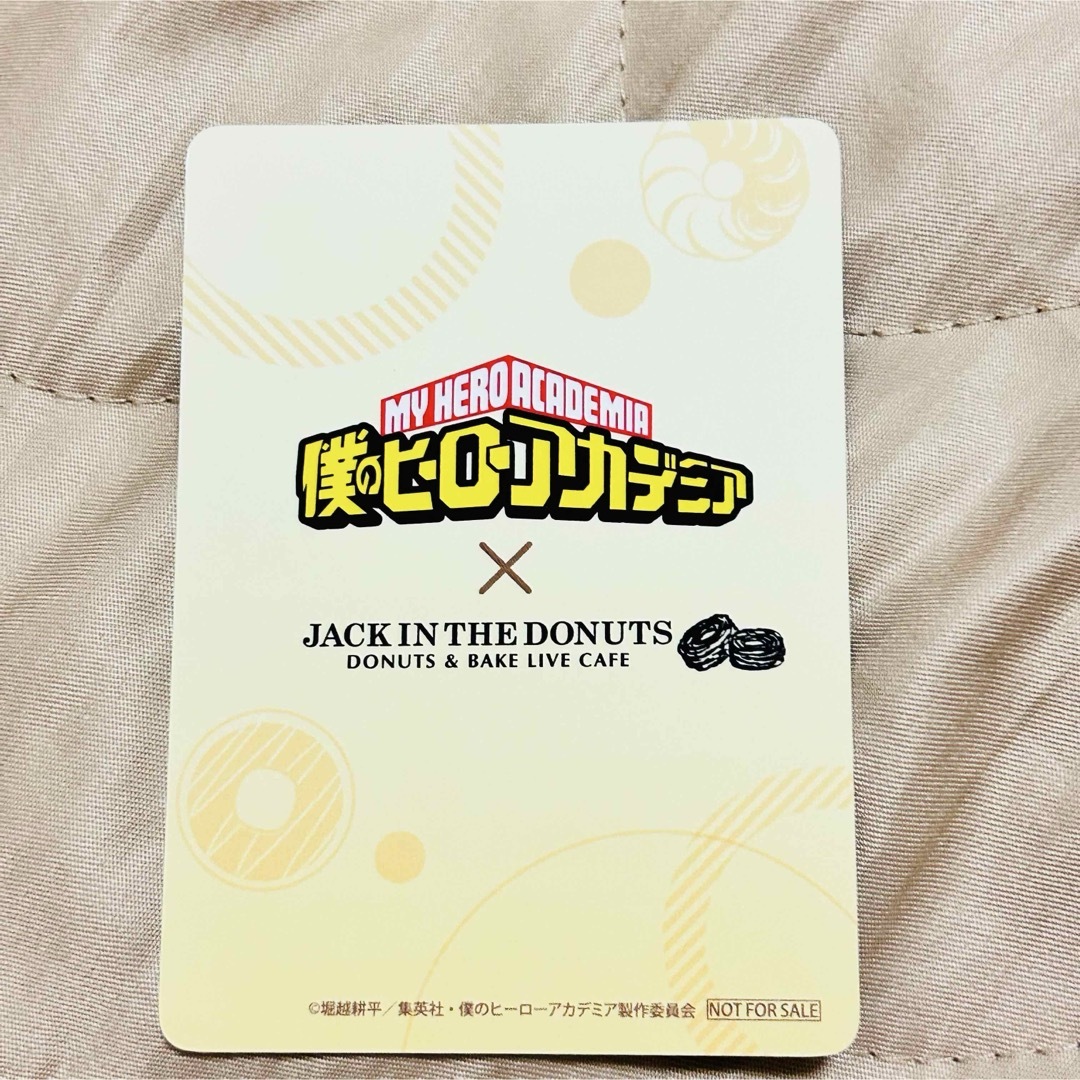 MY HERO ACADEMIA
僕のヒーローアカデミア
×
JACK IN THE DONUTS
DONUTS & BAKE LIVE CAFE
©堀越耕平／集英社・僕のヒーローアカデミア製作委員会 NOT FOR SALE